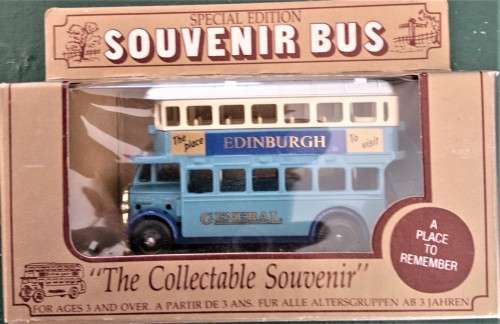 SPECIAL EDITION
SOUVENIR BUS
The place EDINBURGH To visit
GENERAL
A
PLACE
TO
REMEMBER
"The Collectable Souvenir"
FOR AGES 3 AND OVER. A PARTIR DE 3 ANS. FUR ALLE ALTERSGRUPPEN AB 3 JAHREN